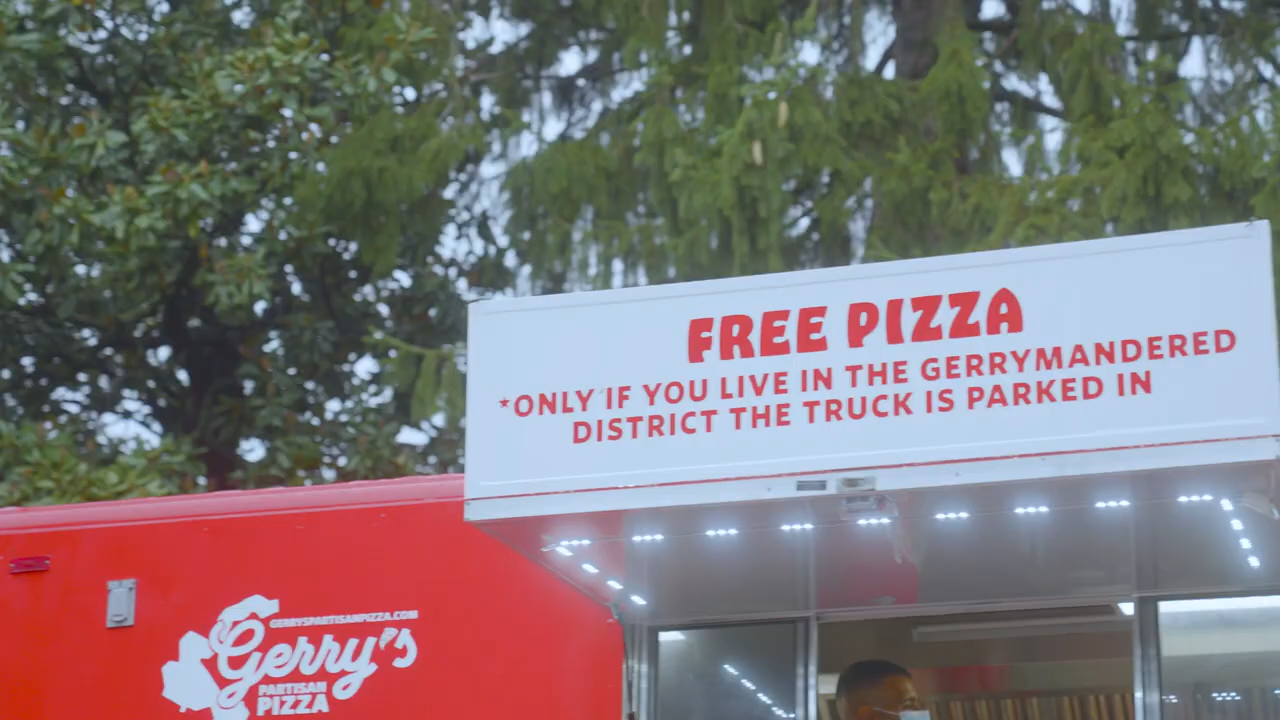 FREE PIZZA
*ONLY IF YOU LIVE IN THE GERRYMANDERED
DISTRICT THE TRUCK IS PARKED IN
GERRYSPARTISANPIZZA.COM
Gerry's
PARTISAN
PIZZA